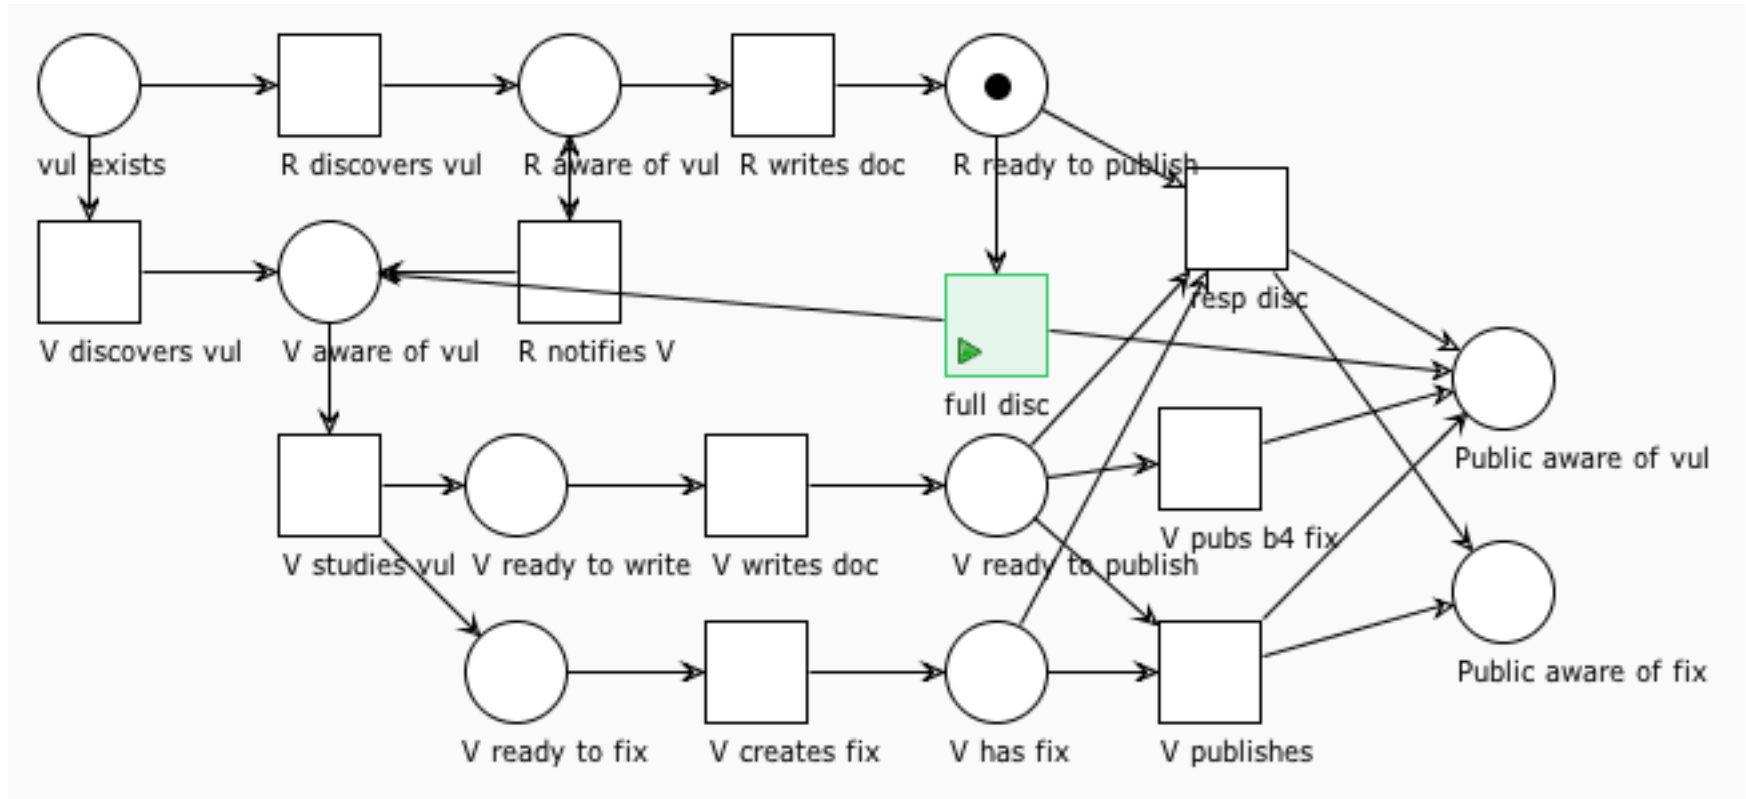 vul exists
R discovers vul
R aware of vul
R writes doc
R ready to publish
V discovers vul
V aware of vul
R notifies V
resp disc
full disc
Public aware of vul
V studies vul
V ready to write
V writes doc
V ready to publish
V pubs b4 fix
Public aware of fix
V ready to fix
V creates fix
V has fix
V publishes